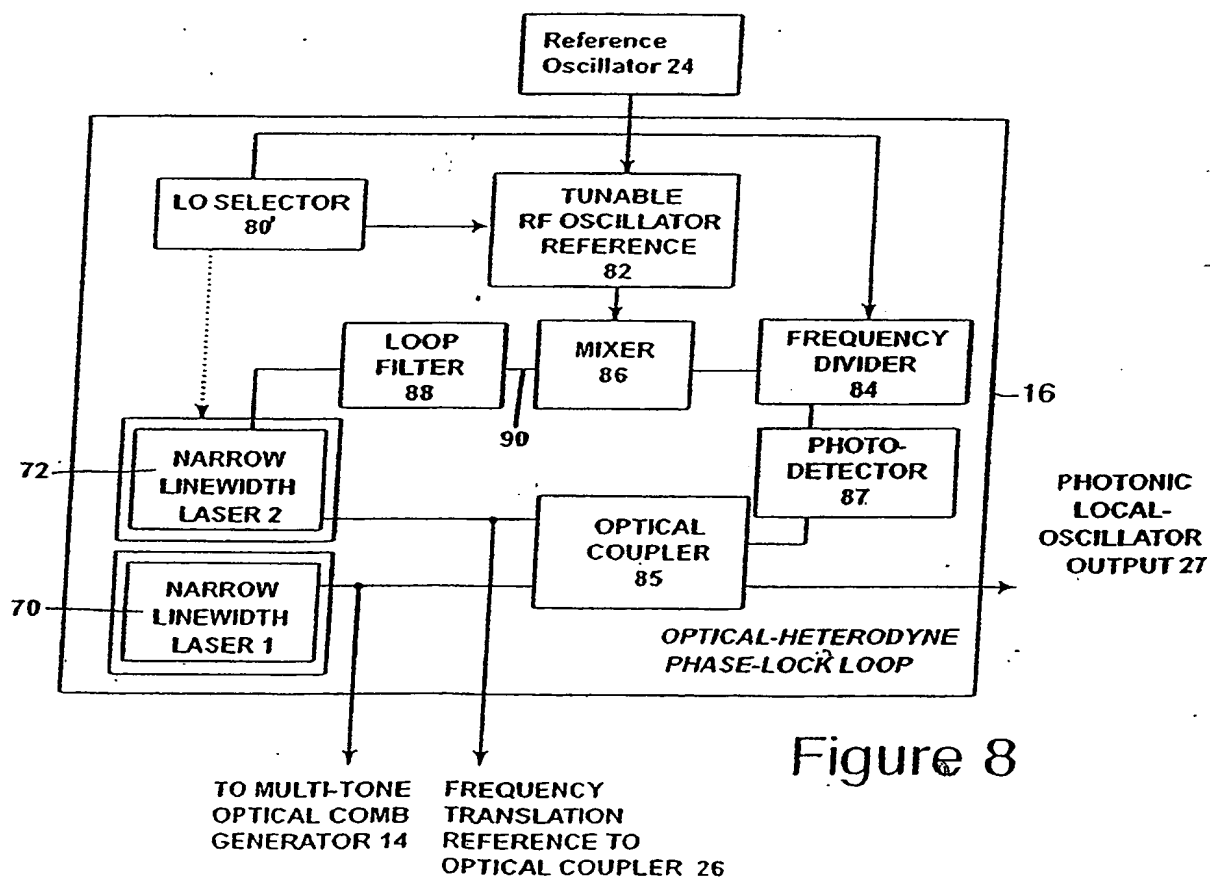 Reference
Oscillator 24
LO SELECTOR
80'
TUNABLE
RF OSCILLATOR
REFERENCE
82
LOOP
FILTER
88
MIXER
86
FREQUENCY
DIVIDER
84
16
90
72
NARROW
LINEWIDTH
LASER 2
PHOTO-
DETECTOR
87
OPTICAL
COUPLER
85
PHOTONIC
LOCAL-
OSCILLATOR
OUTPUT 27
70
NARROW
LINEWIDTH
LASER 1
OPTICAL-HETERODYNE
PHASE-LOCK LOOP
Figure 8
TO MULTI-TONE
OPTICAL COMB
GENERATOR 14
FREQUENCY
TRANSLATION
REFERENCE TO
OPTICAL COUPLER 26